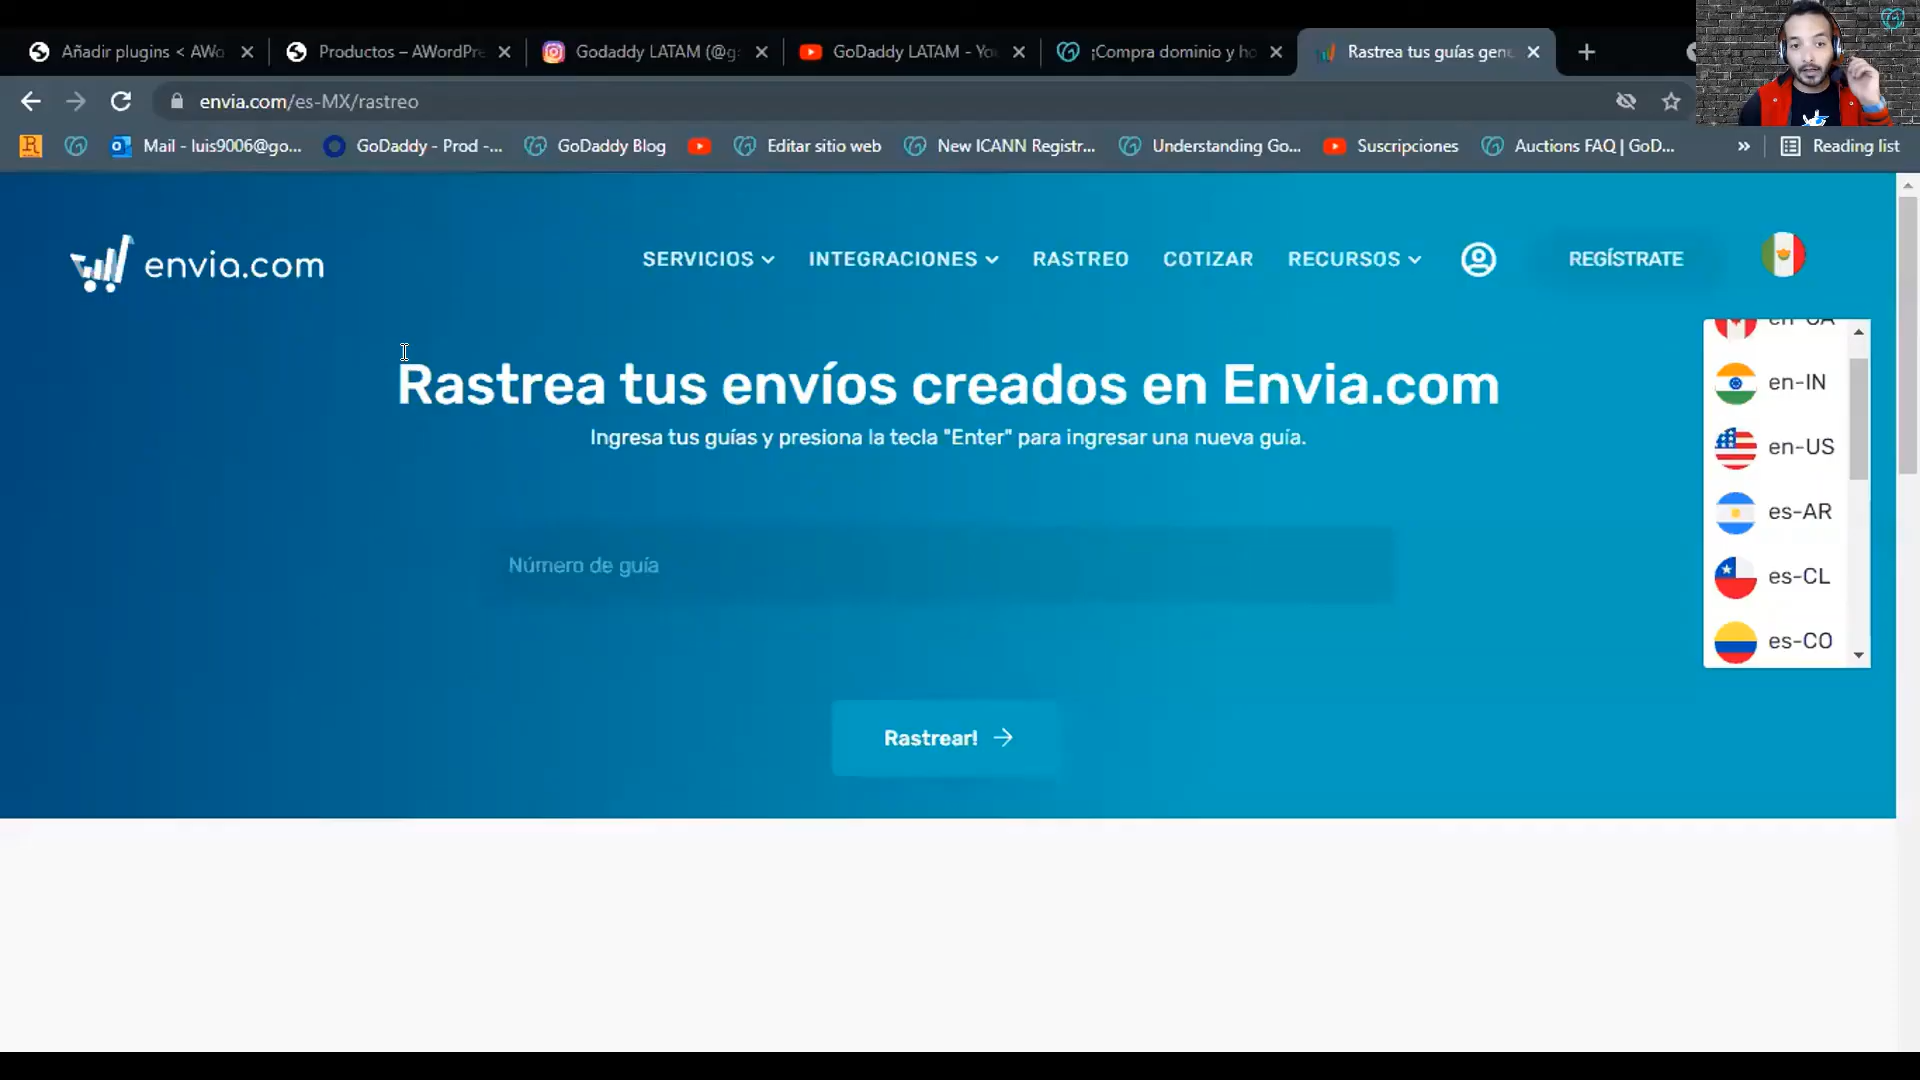 Añadir plugins < AWo
Productos – AWordPre
Godaddy LATAM (@g
GoDaddy LATAM - Yo
¡Compra dominio y ho
Rastrea tus guías gene
envia.com/es-MX/rastreo
Mail - luis9006@go...
GoDaddy - Prod -...
GoDaddy Blog
Editar sitio web
New ICANN Registr...
Understanding Go...
Suscripciones
Auctions FAQ | GoD...
»
Reading list
envia.com
SERVICIOS
INTEGRACIONES
RASTREO
COTIZAR
RECURSOS
REGÍSTRATE
en-CA
en-IN
en-US
es-AR
es-CL
es-CO
Rastrea tus envíos creados en Envia.com
Ingresa tus guías y presiona la tecla "Enter" para ingresar una nueva guía.
Número de guía
Rastrear!